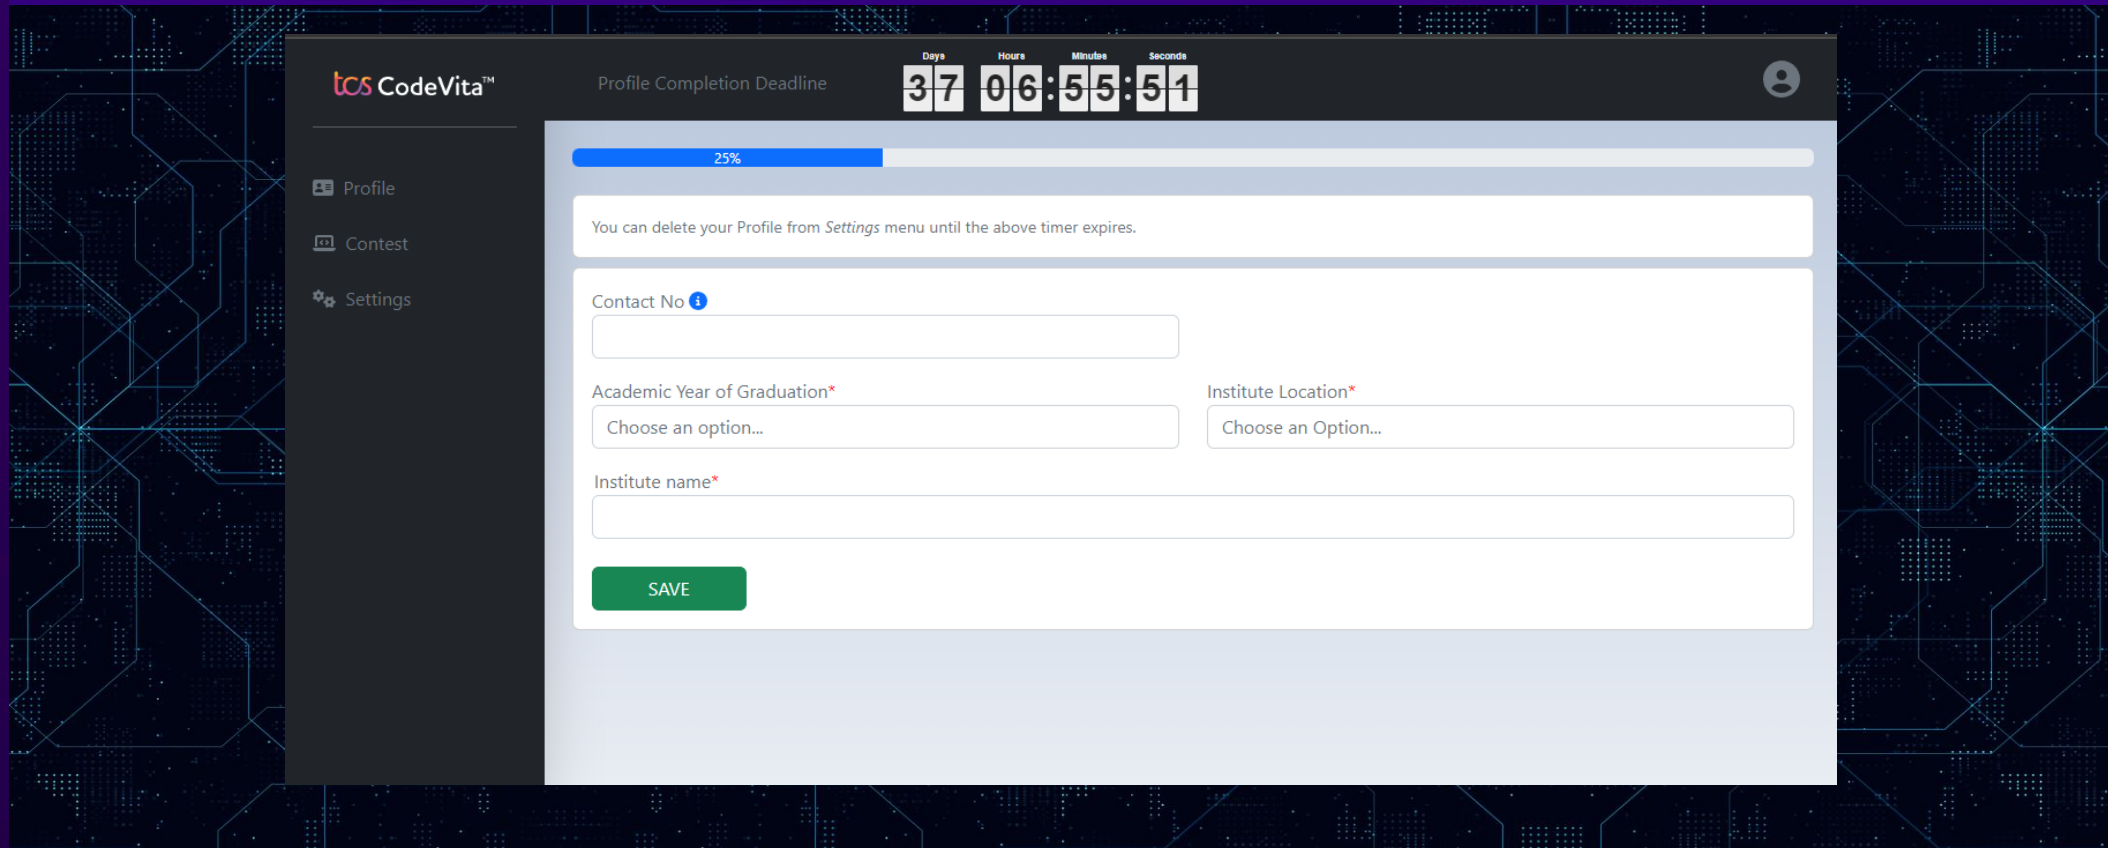 tcs CodeVita™
Profile Completion Deadline
Days Hours Minutes Seconds
37 06:55:51
Profile
Contest
Settings
25%
You can delete your Profile from Settings menu until the above timer expires.
Contact No
Academic Year of Graduation* Institute Location*
Choose an option... Choose an Option...
Institute name*
SAVE